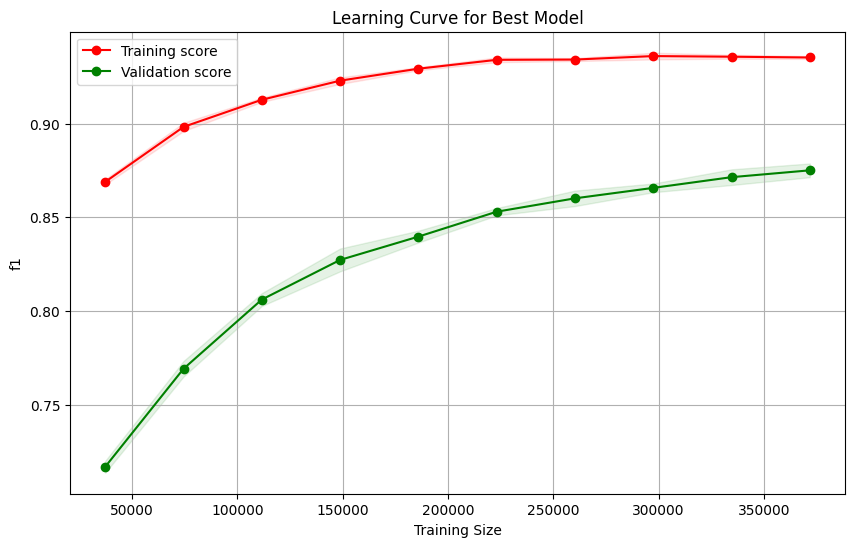 Learning Curve for Best Model
Training score
Validation score
0.90
0.85
0.80
0.75
f1
50000 100000 150000 200000 250000 300000 350000
Training Size